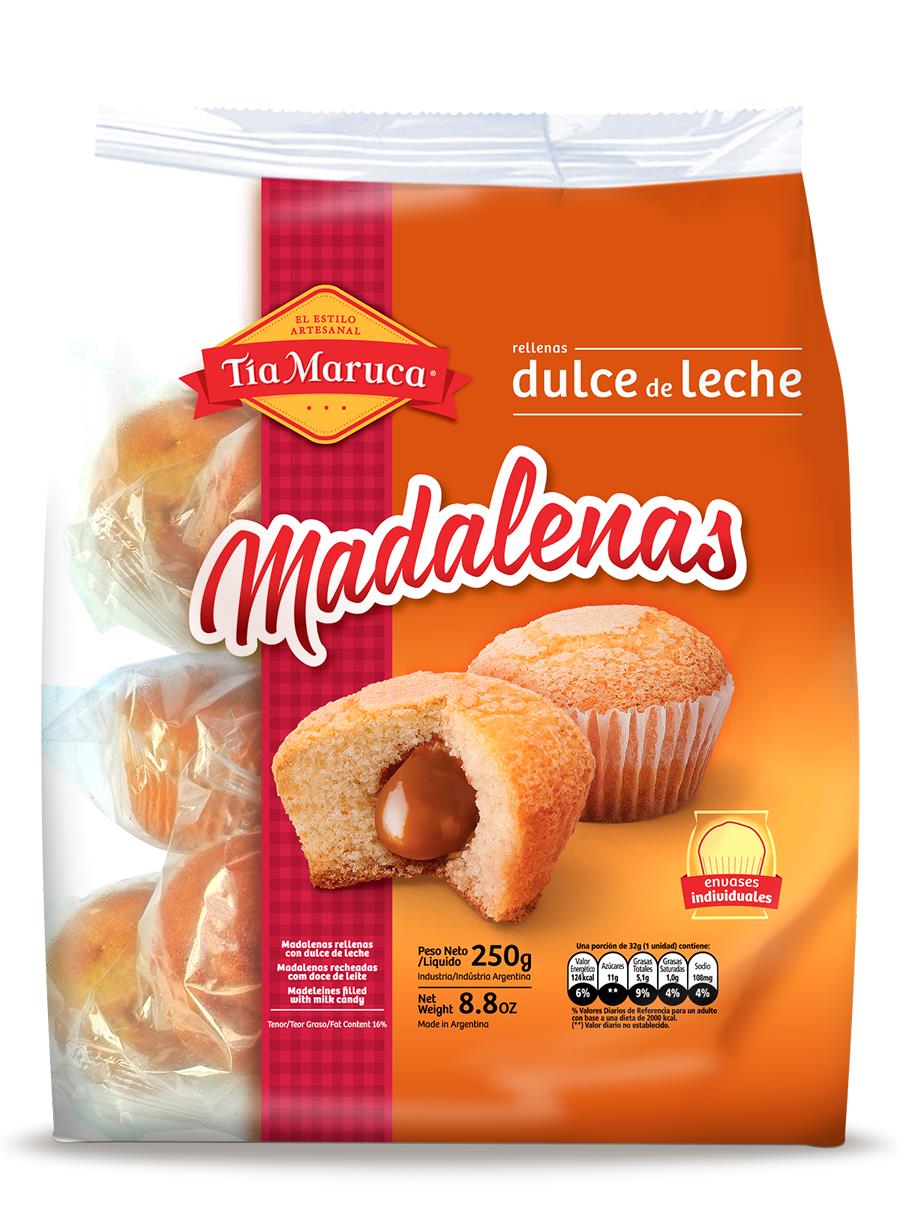 EL ESTILO
ARTESANAL
Tía Maruca®
rellenas
dulce de leche
Madalenas
envases
individuales
Madalenas rellenas
con dulce de leche
Madalenas recheadas
com doce de leite
Madeleines filled
with milk candy
Tenor/Teor Graso/Fat Content 16%
Peso Neto
/Líquido 250g
Industria/Indústria Argentina
Net
Weight 8.8oz
Made in Argentina
Una porción de 32g (1 unidad) contiene:
Valor Energético 124kcal 6%
Azúcares 11g **
Grasas Totales 5,1g 9%
Grasas Saturadas 1,0g 4%
Sodio 108mg 4%
% Valores Diarios de Referencia para un adulto
con base a una dieta de 2000 kcal.
(**) Valor diario no establecido.